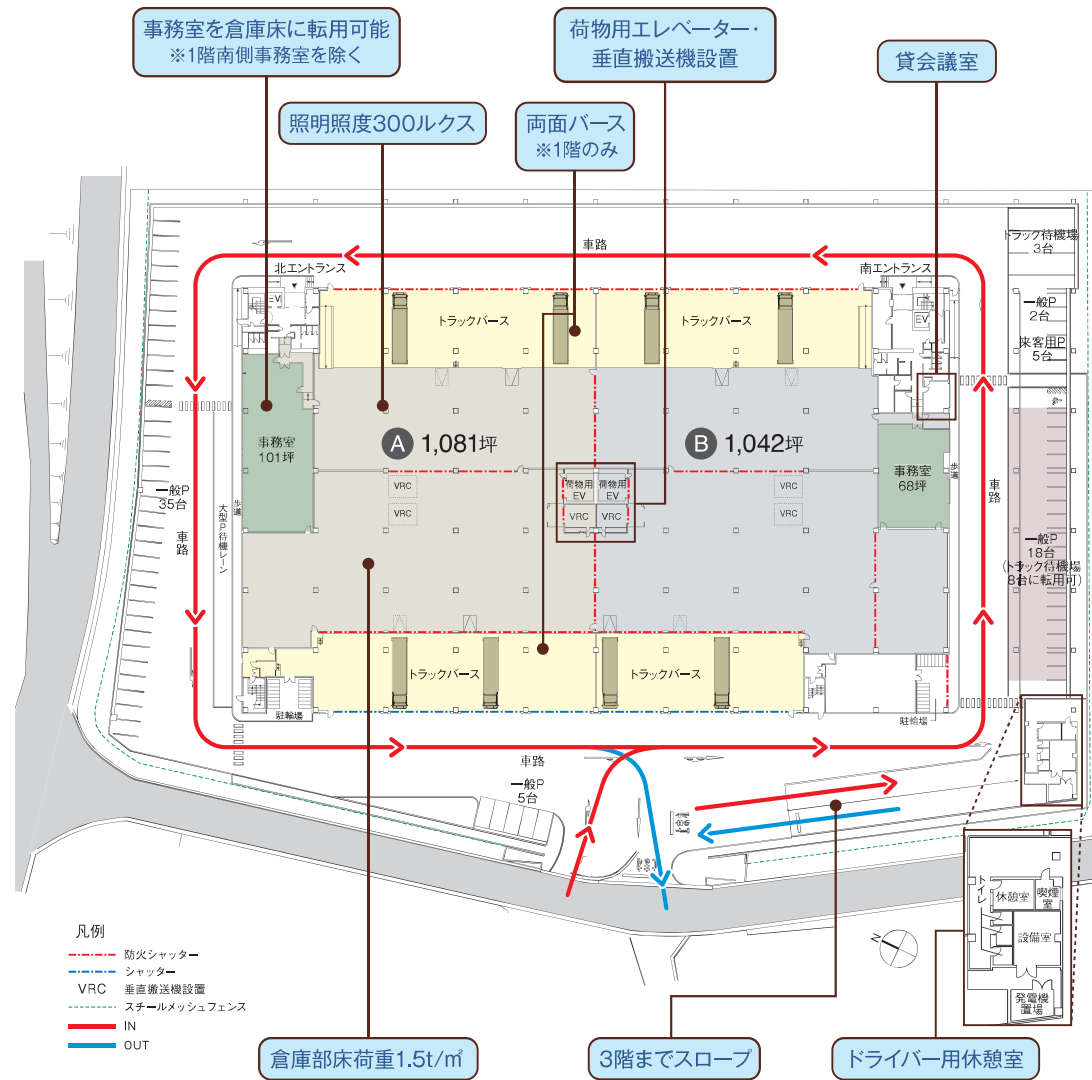 事務室を倉庫床に転用可能
※1階南側事務室を除く
荷物用エレベーター・
垂直搬送機設置
貸会議室
照明照度300ルクス
両面バース
※1階のみ
車路
北エントランス
南エントランス
トラック待機場
3台
EV
EV
トラックバース
トラックバース
一般P
2台
来客用P
5台
事務室
101坪
A 1,081坪
B 1,042坪
事務室
68坪
VRC
VRC
荷物用
EV
荷物用
EV
VRC
VRC
VRC
VRC
一般P
35台
車路
歩道
大型P待機レーン
歩道
車路
一般P
18台
(トラック待機場
8台に転用可)
トラックバース
トラックバース
駐輪場
駐輪場
車路
一般P
5台
トイレ
休憩室
喫煙室
設備室
発電機
置場
N
凡例
防火シャッター
シャッター
VRC 垂直搬送機設置
スチールメッシュフェンス
IN
OUT
倉庫部床荷重1.5t/㎡
3階までスロープ
ドライバー用休憩室